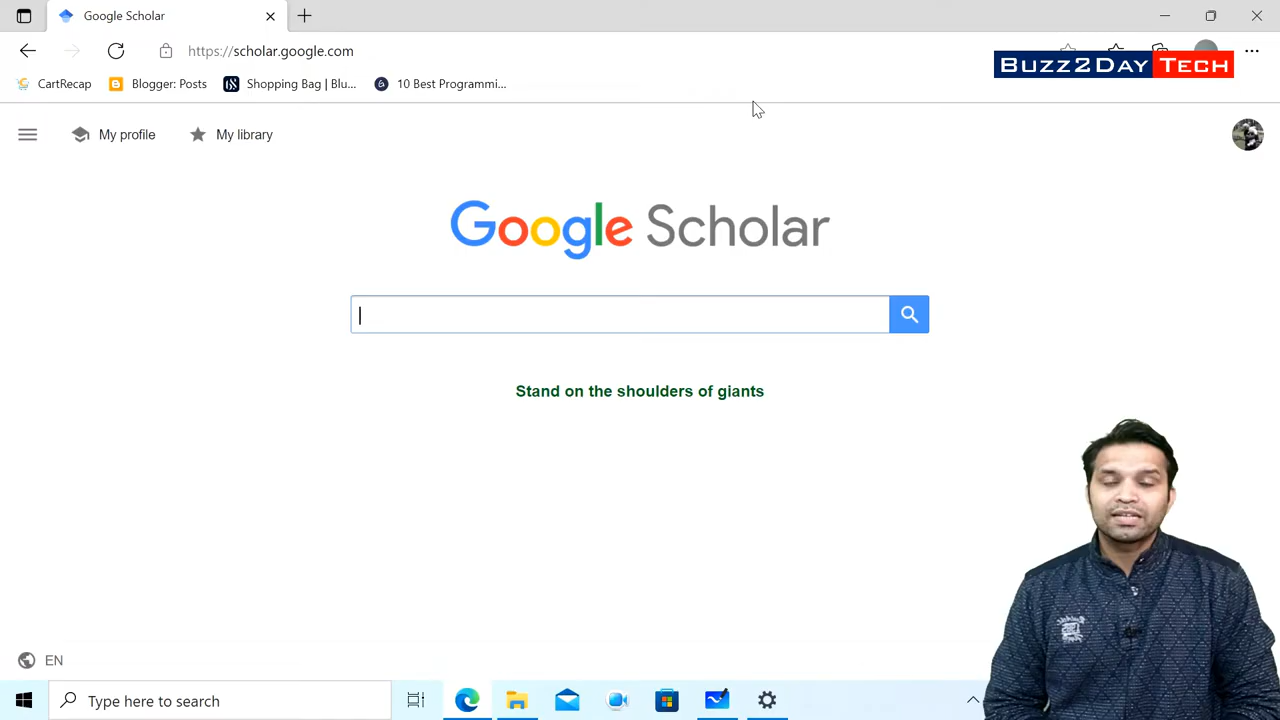 Google Scholar
https://scholar.google.com
BUZZ2DAY TECH
CartRecap
Blogger: Posts
Shopping Bag | Blu...
10 Best Programmi...
My profile
My library
Google Scholar
Stand on the shoulders of giants
EN
Type here to search